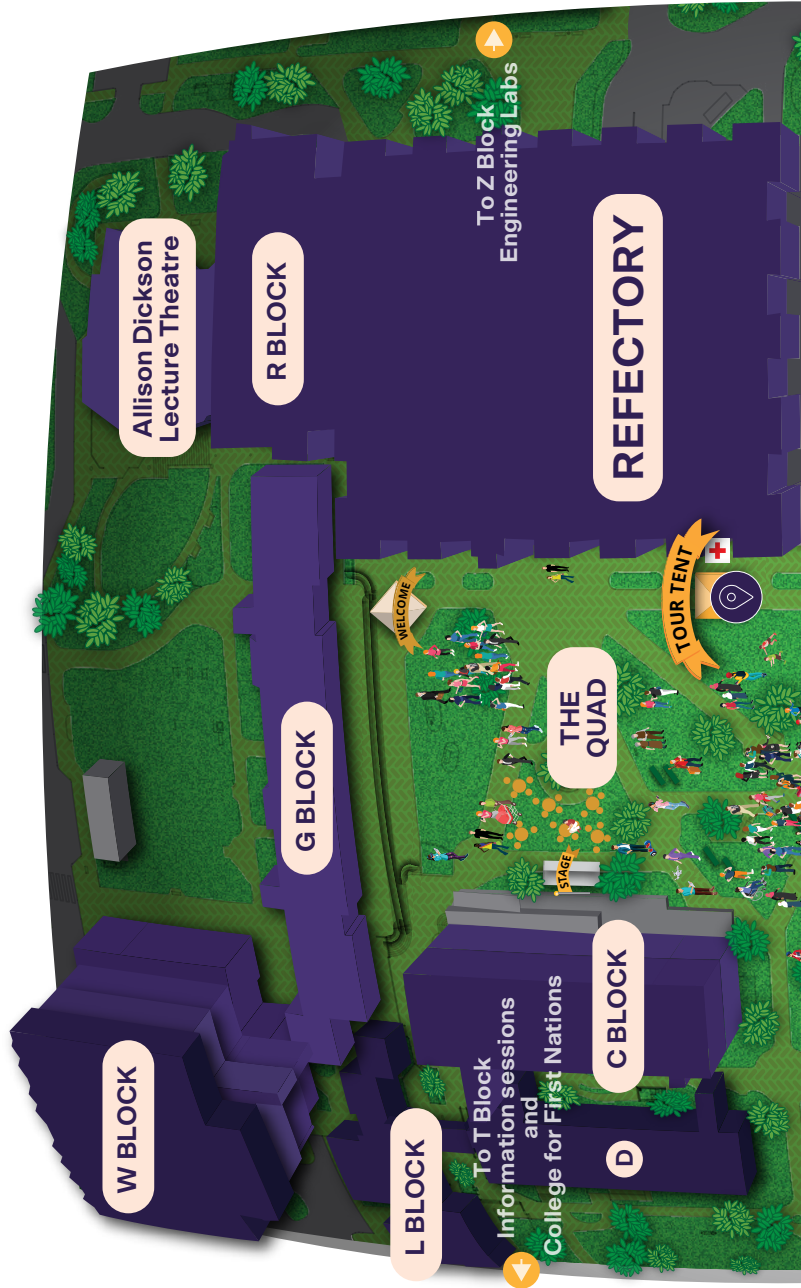 W BLOCK
L BLOCK
To T Block
Information sessions
and
College for First Nations
D
C BLOCK
G BLOCK
STAGE
THE
QUAD
WELCOME
TOUR TENT
Allison Dickson
Lecture Theatre
R BLOCK
REFECTORY
To Z Block
Engineering Labs